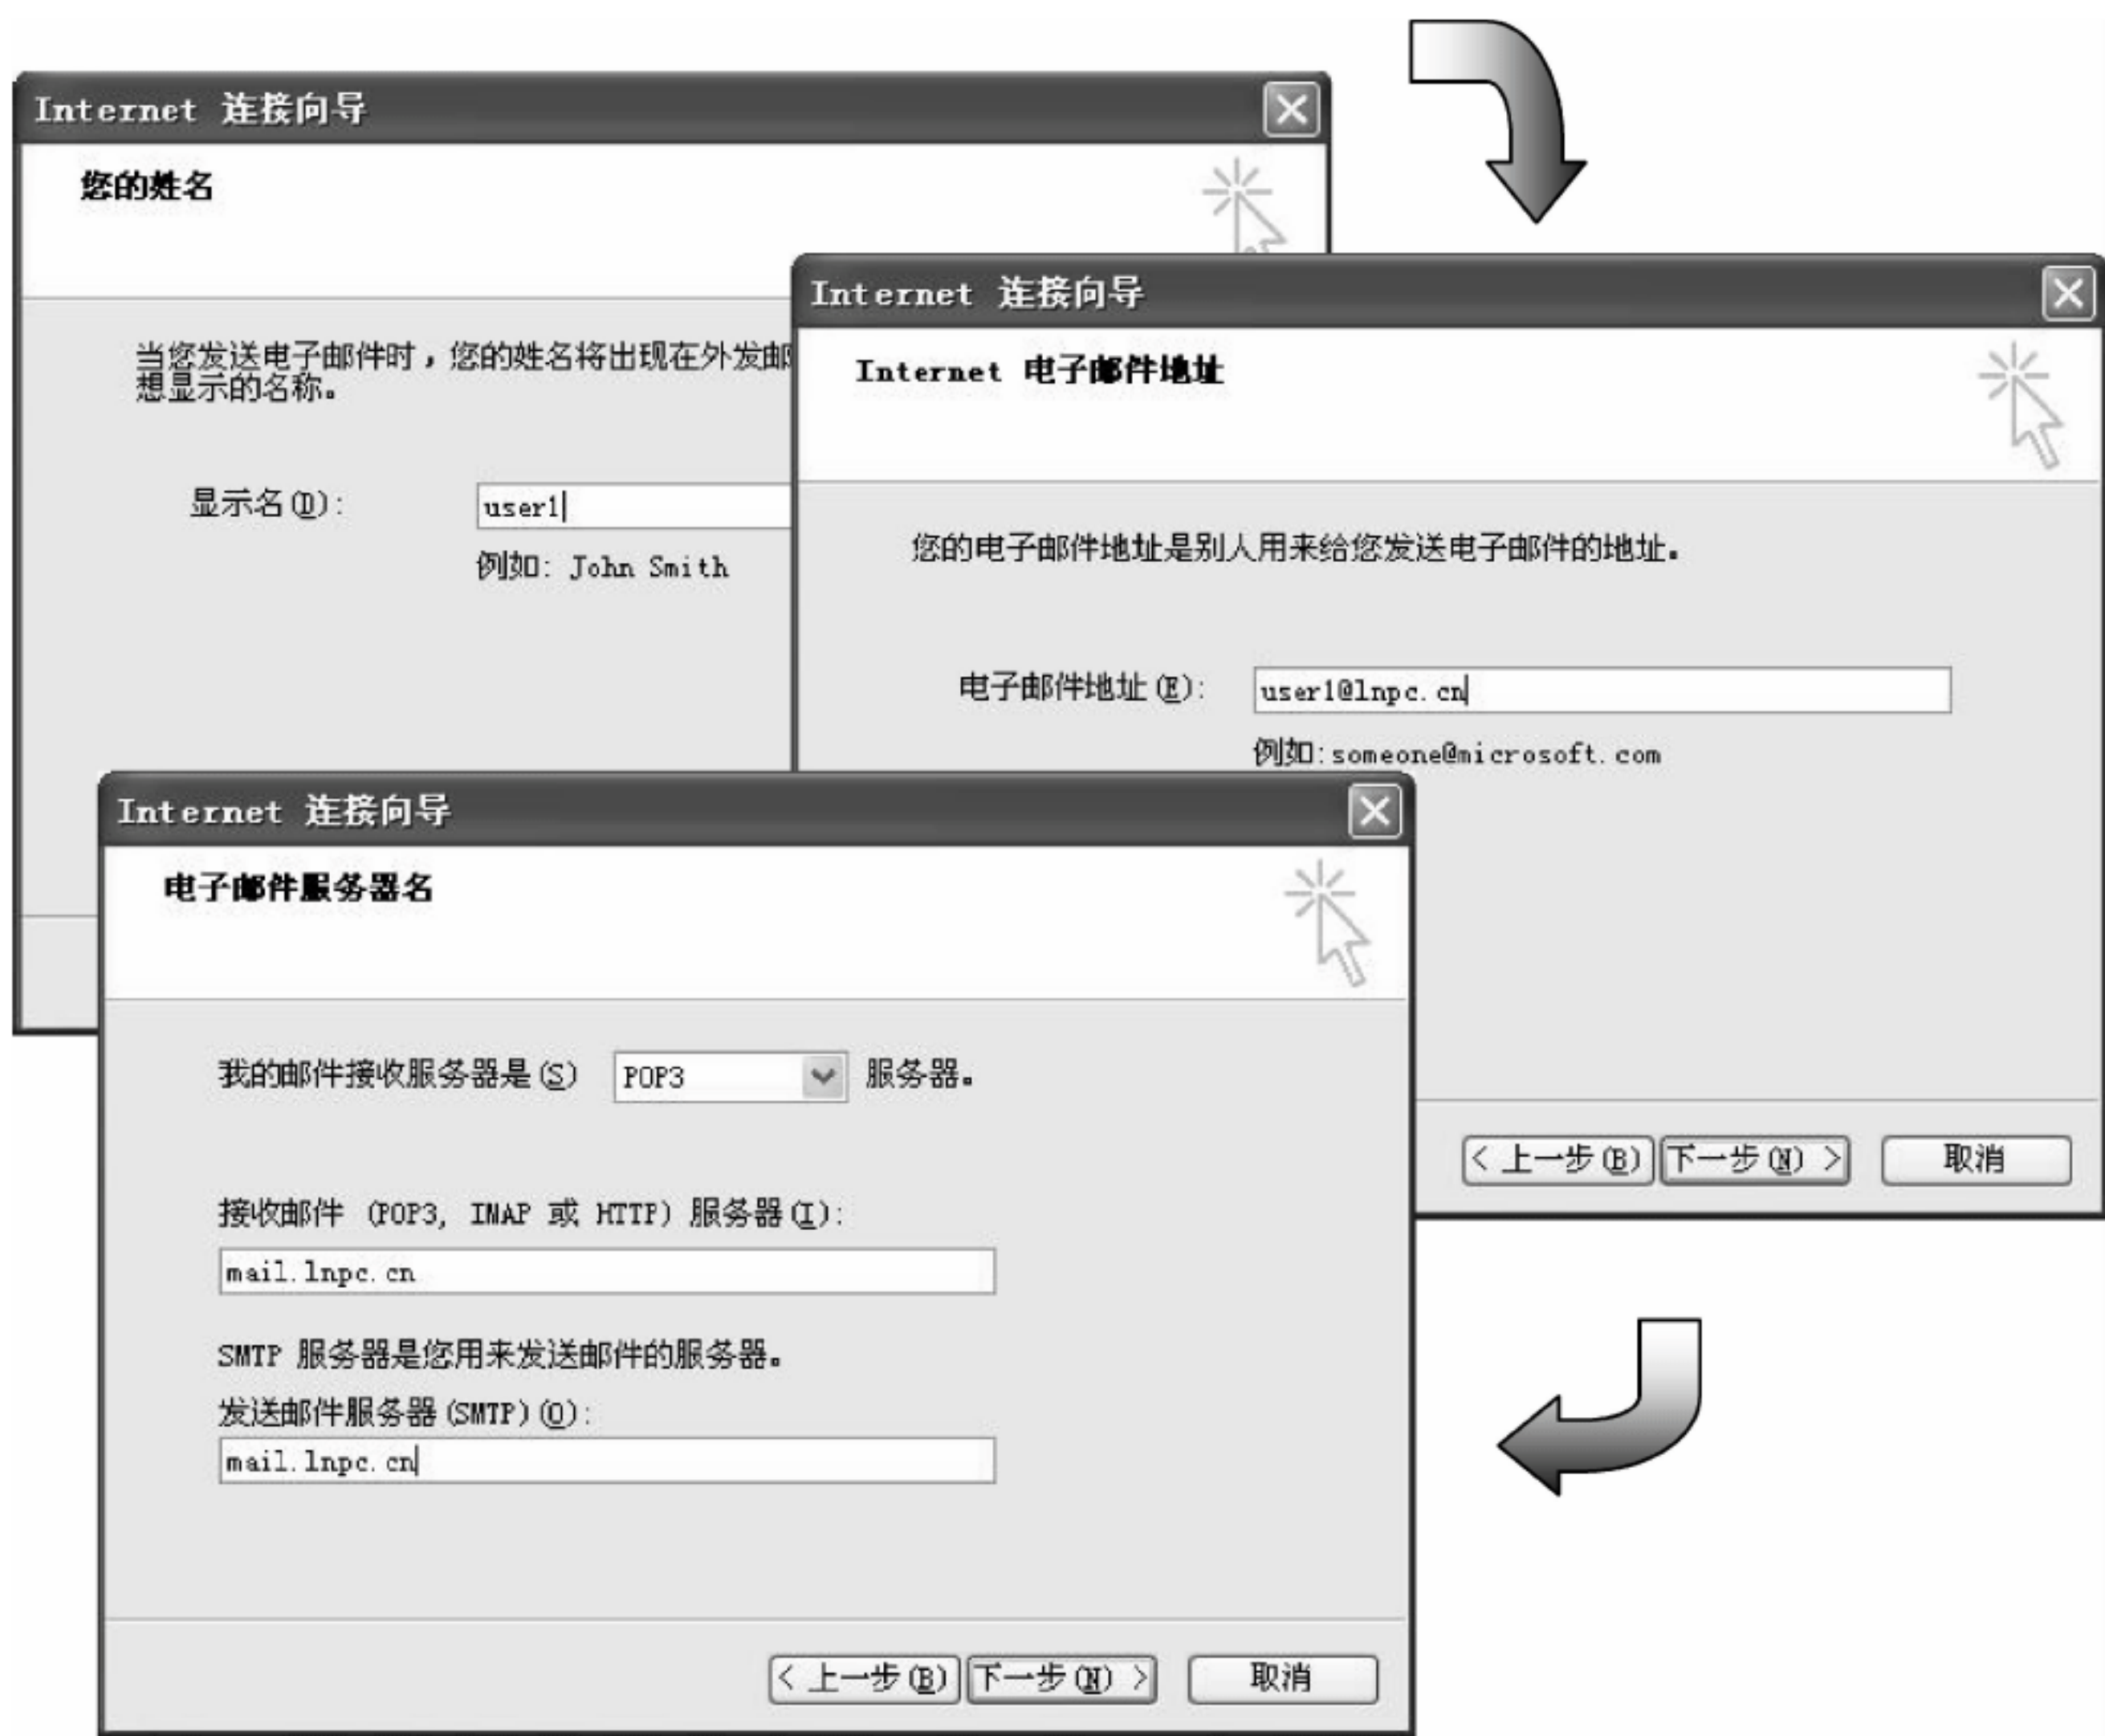 Internet 连接向导
您的姓名
当您发送电子邮件时，您的姓名将出现在外发邮
想显示的名称。
显示名(D):
user1
例如: John Smith
Internet 连接向导
Internet 电子邮件地址
您的电子邮件地址是别人用来给您发送电子邮件的地址。
电子邮件地址(E):
user1@lnpc.cn
例如:someone@microsoft.com
< 上一步(B) 下一步(N) > 取消
Internet 连接向导
电子邮件服务器名
我的邮件接收服务器是(S) POP3 服务器。
接收邮件 (POP3, IMAP 或 HTTP) 服务器(I):
mail.lnpc.cn
SMTP 服务器是您用来发送邮件的服务器。
发送邮件服务器(SMTP)(O):
mail.lnpc.cn
< 上一步(B) 下一步(N) > 取消